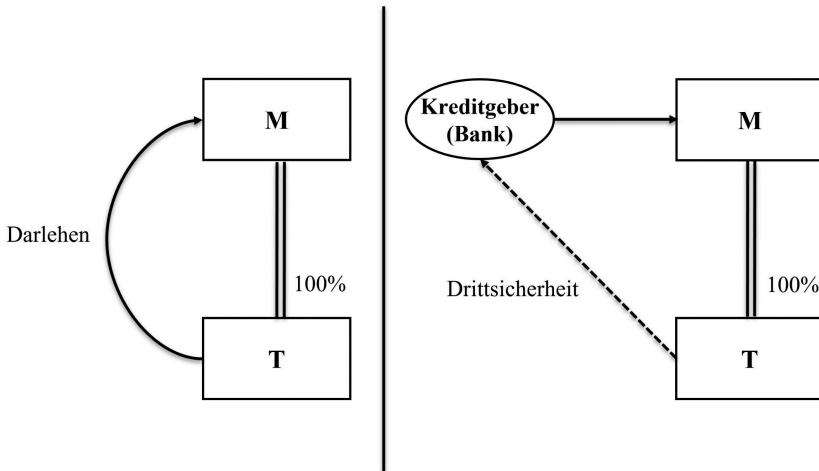 M
Darlehen
100%
T
Kreditgeber
(Bank)
M
Drittsicherheit
100%
T